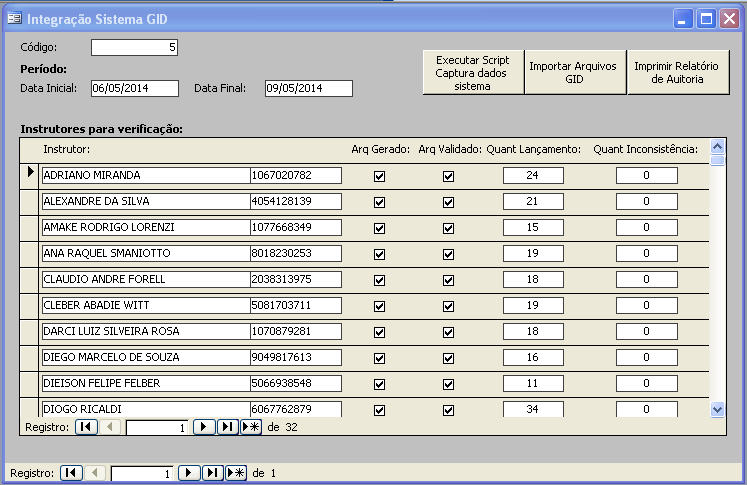 Integração Sistema GID
Código: 5
Período:
Data Inicial: 06/05/2014 Data Final: 09/05/2014
Executar Script
Captura dados
sistema
Importar Arquivos
GID
Imprimir Relatório
de Auitoria
Instrutores para verificação:
Instrutor: Arq Gerado: Arq Validado: Quant Lançamento: Quant Inconsistência:
ADRIANO MIRANDA 1067020782 24 0
ALEXANDRE DA SILVA 4054128139 21 0
AMAKE RODRIGO LORENZI 1077668349 15 0
ANA RAQUEL SMANIOTTO 8018230253 19 0
CLAUDIO ANDRE FORELL 2038313975 18 0
CLEBER ABADIE WITT 5081703711 19 0
DARCI LUIZ SILVEIRA ROSA 1070879281 18 0
DIEGO MARCELO DE SOUZA 9049817613 16 0
DIEISON FELIPE FELBER 5066938548 11 0
DIOGO RICALDI 6067762879 34 0
Registro: 1 de 32
Registro: 1 de 1